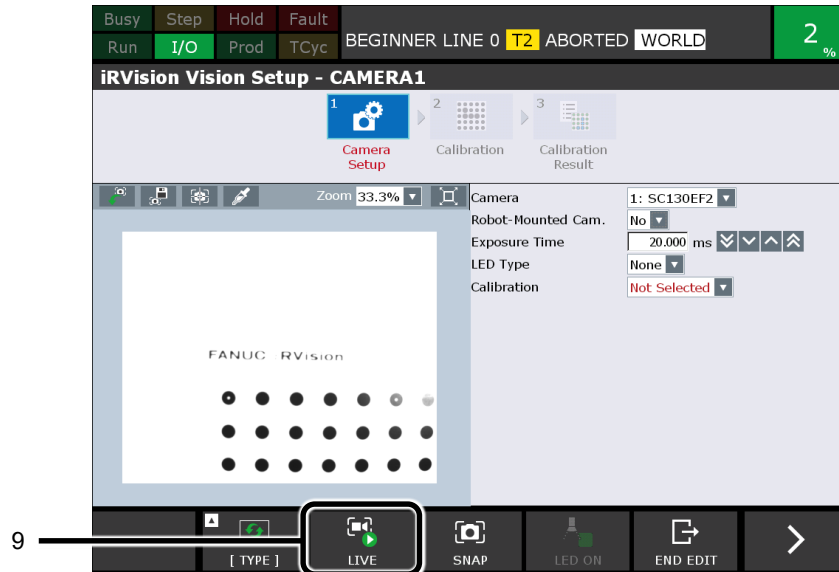 Busy Step Hold Fault
Run I/O Prod TCyc
BEGINNER LINE 0 T2 ABORTED WORLD
2 %
iRVision Vision Setup - CAMERA1
1 2 3
Camera Setup
Calibration
Calibration Result
Zoom 33.3%
Camera 1: SC130EF2
Robot-Mounted Cam. No
Exposure Time 20.000 ms
LED Type None
Calibration Not Selected
FANUC iRVision
9
[ TYPE ] LIVE SNAP LED ON END EDIT